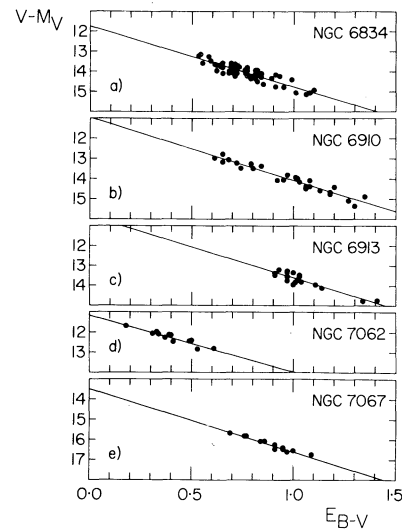 V-M_V
12
13
14
15
NGC 6834
a)
12
13
14
15
NGC 6910
b)
12
13
14
NGC 6913
c)
12
13
NGC 7062
d)
14
15
16
17
NGC 7067
e)
0.0 0.5 1.0 1.5
E_B-V